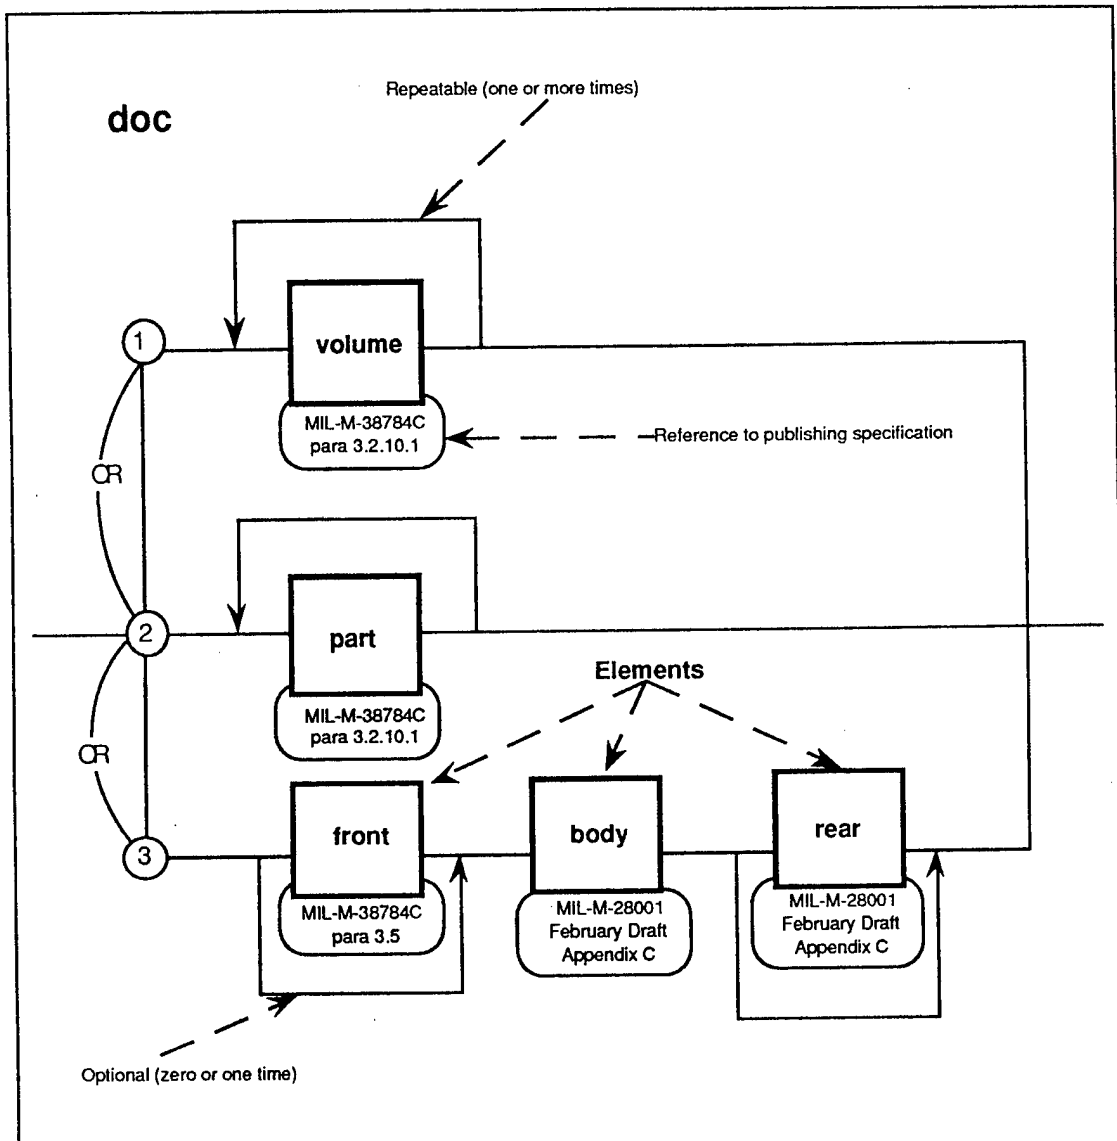 Repeatable (one or more times)
doc
1
volume
MIL-M-38784C
para 3.2.10.1
Reference to publishing specification
OR
2
part
MIL-M-38784C
para 3.2.10.1
Elements
OR
3
front
MIL-M-38784C
para 3.5
body
MIL-M-28001
February Draft
Appendix C
rear
MIL-M-28001
February Draft
Appendix C
Optional (zero or one time)